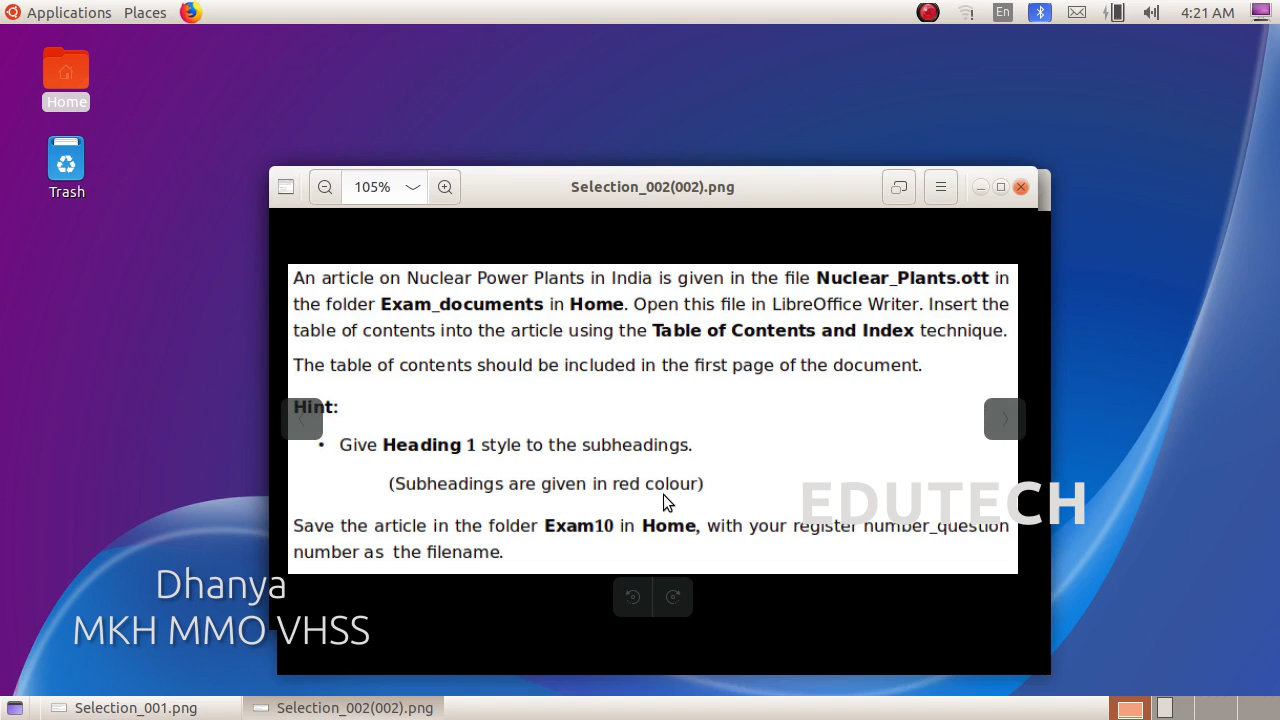 Applications Places En 4:21 AM
Home
Trash
105% Selection_002(002).png
An article on Nuclear Power Plants in India is given in the file Nuclear_Plants.ott in
the folder Exam_documents in Home. Open this file in LibreOffice Writer. Insert the
table of contents into the article using the Table of Contents and Index technique.
The table of contents should be included in the first page of the document.
Hint:
• Give Heading 1 style to the subheadings.
(Subheadings are given in red colour)
EDUTECH
Save the article in the folder Exam10 in Home, with your register number_question
number as the filename.
Dhanya
MKH MMO VHSS
Selection_001.png Selection_002(002).png